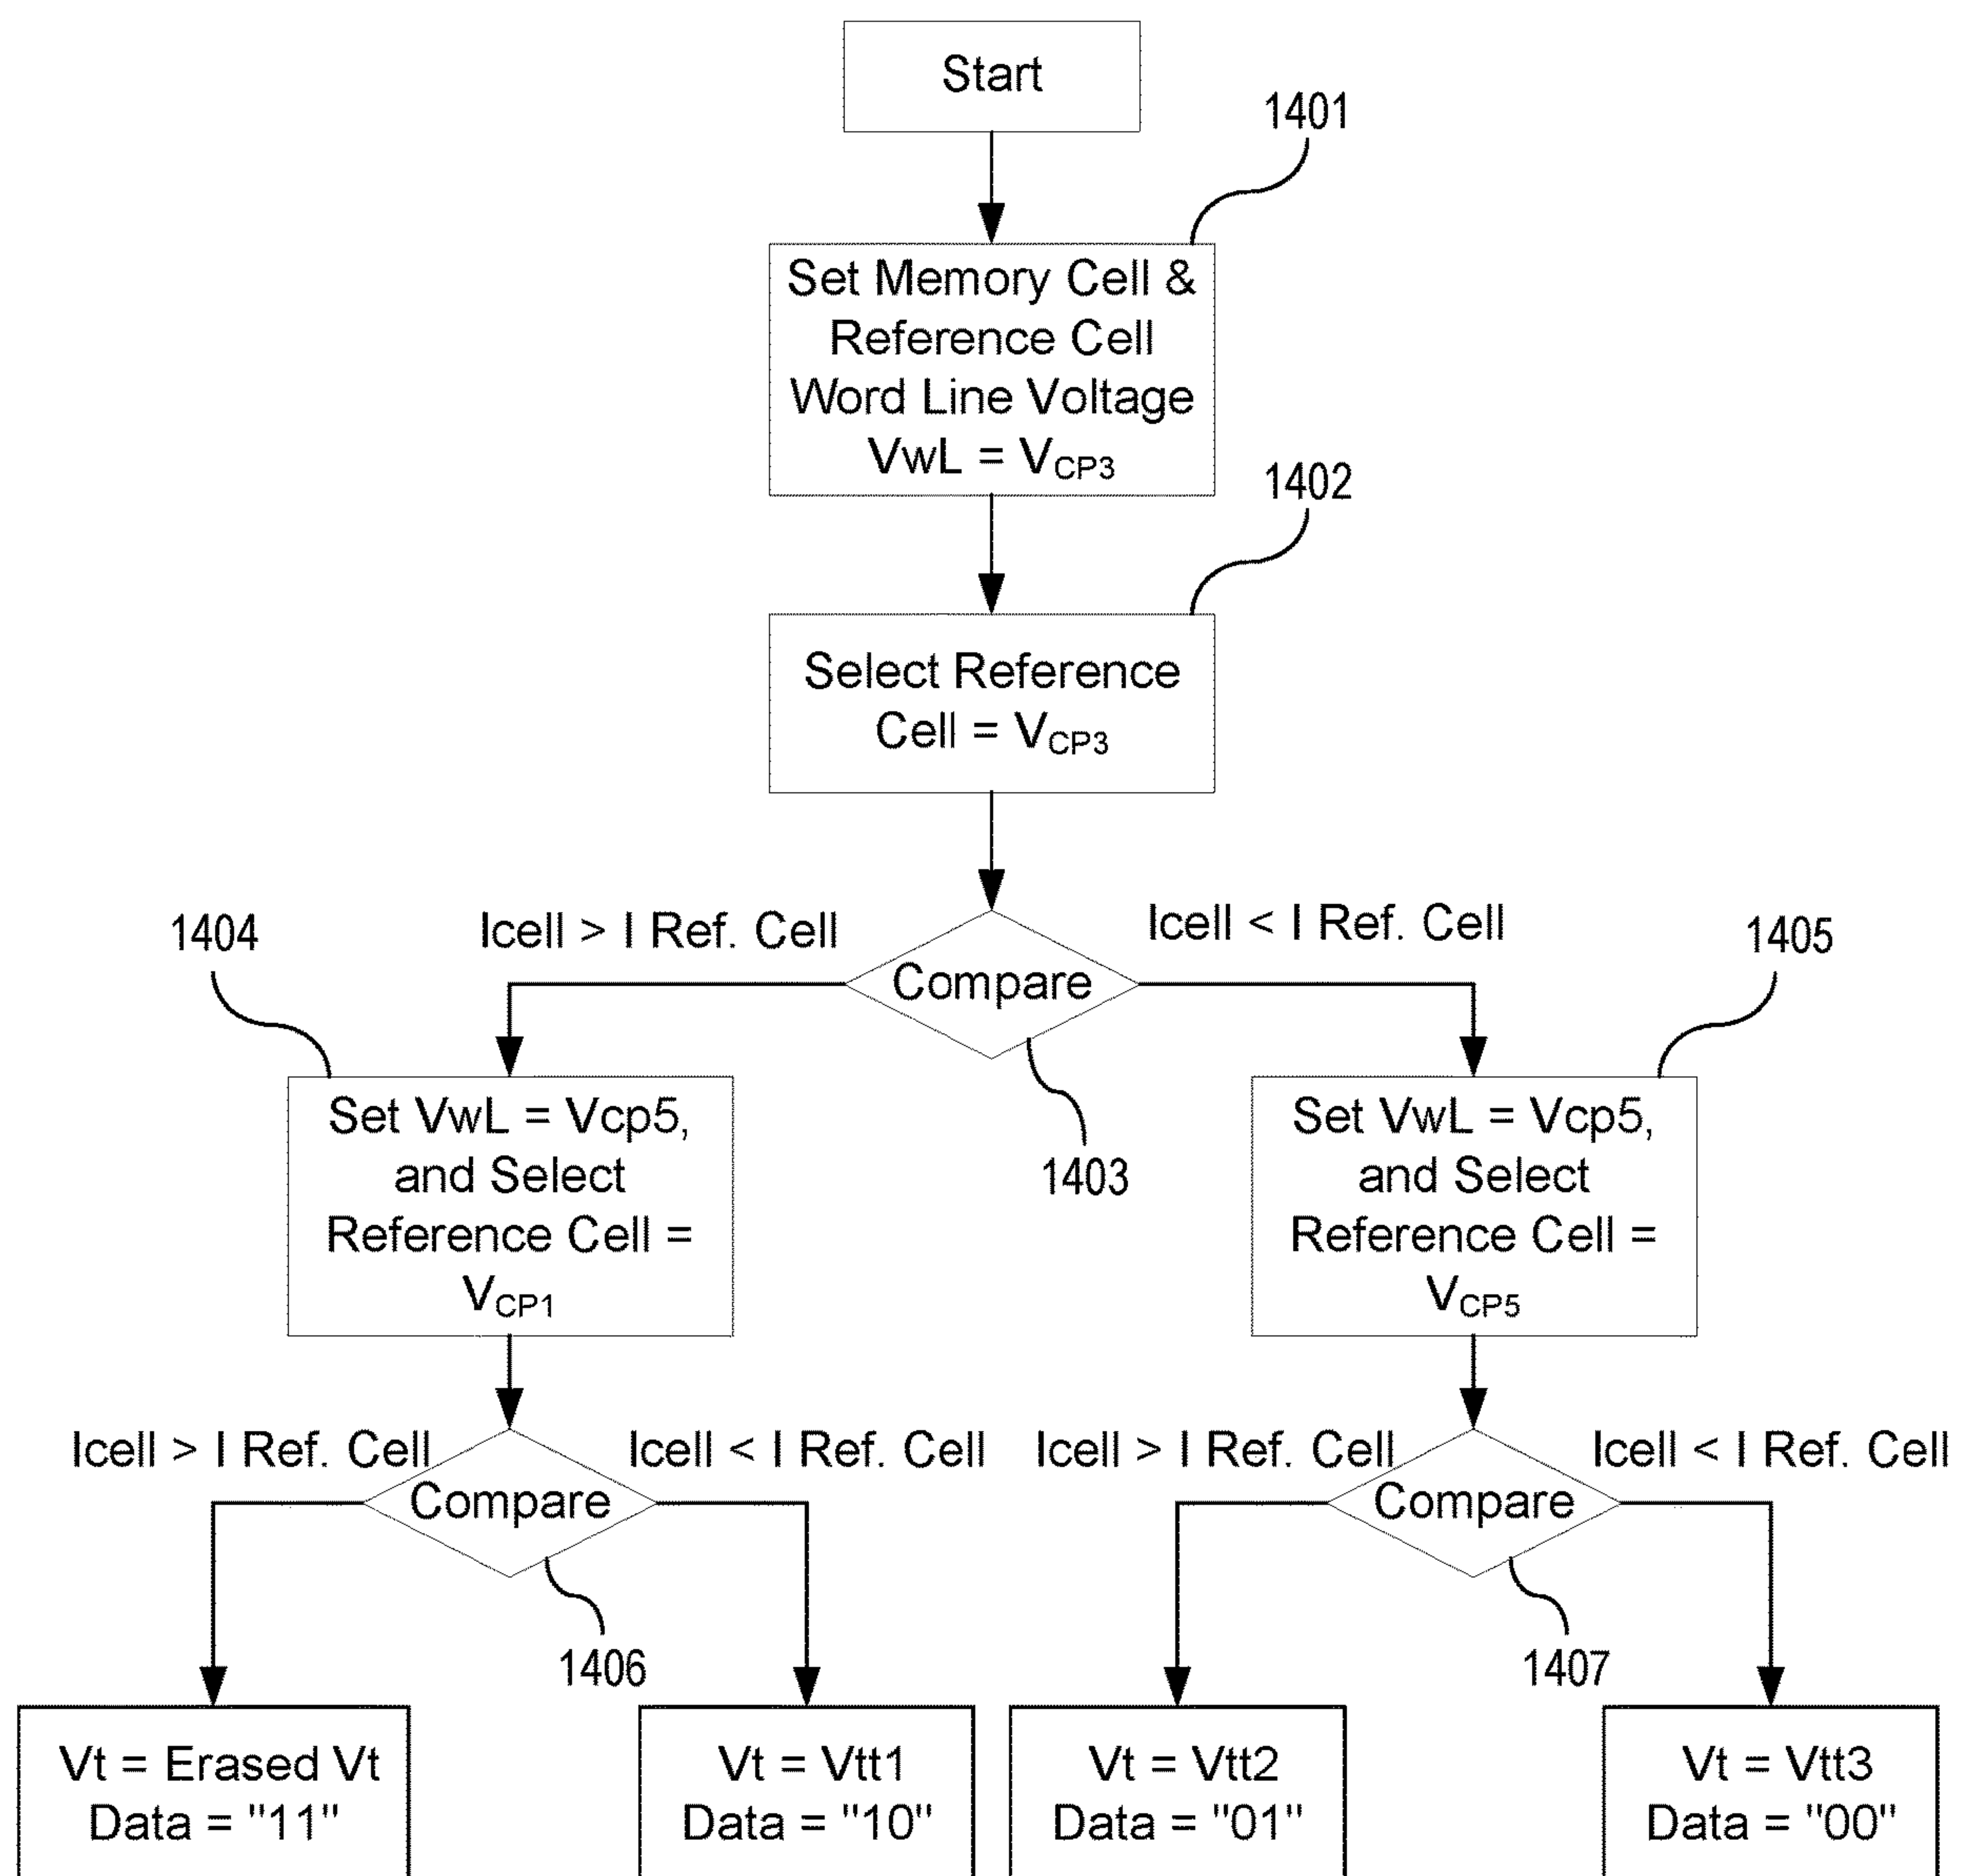 Start
1401
Set Memory Cell &
Reference Cell
Word Line Voltage
VwL = VCP3
1402
Select Reference
Cell = VCP3
Icell > I Ref. Cell
Icell < I Ref. Cell
1404
1405
Compare
1403
Set VwL = Vcp5,
and Select
Reference Cell =
VCP1
Set VwL = Vcp5,
and Select
Reference Cell =
VCP5
Icell > I Ref. Cell
Icell < I Ref. Cell
Icell > I Ref. Cell
Icell < I Ref. Cell
Compare
Compare
1406
1407
Vt = Erased Vt
Data = "11"
Vt = Vtt1
Data = "10"
Vt = Vtt2
Data = "01"
Vt = Vtt3
Data = "00"